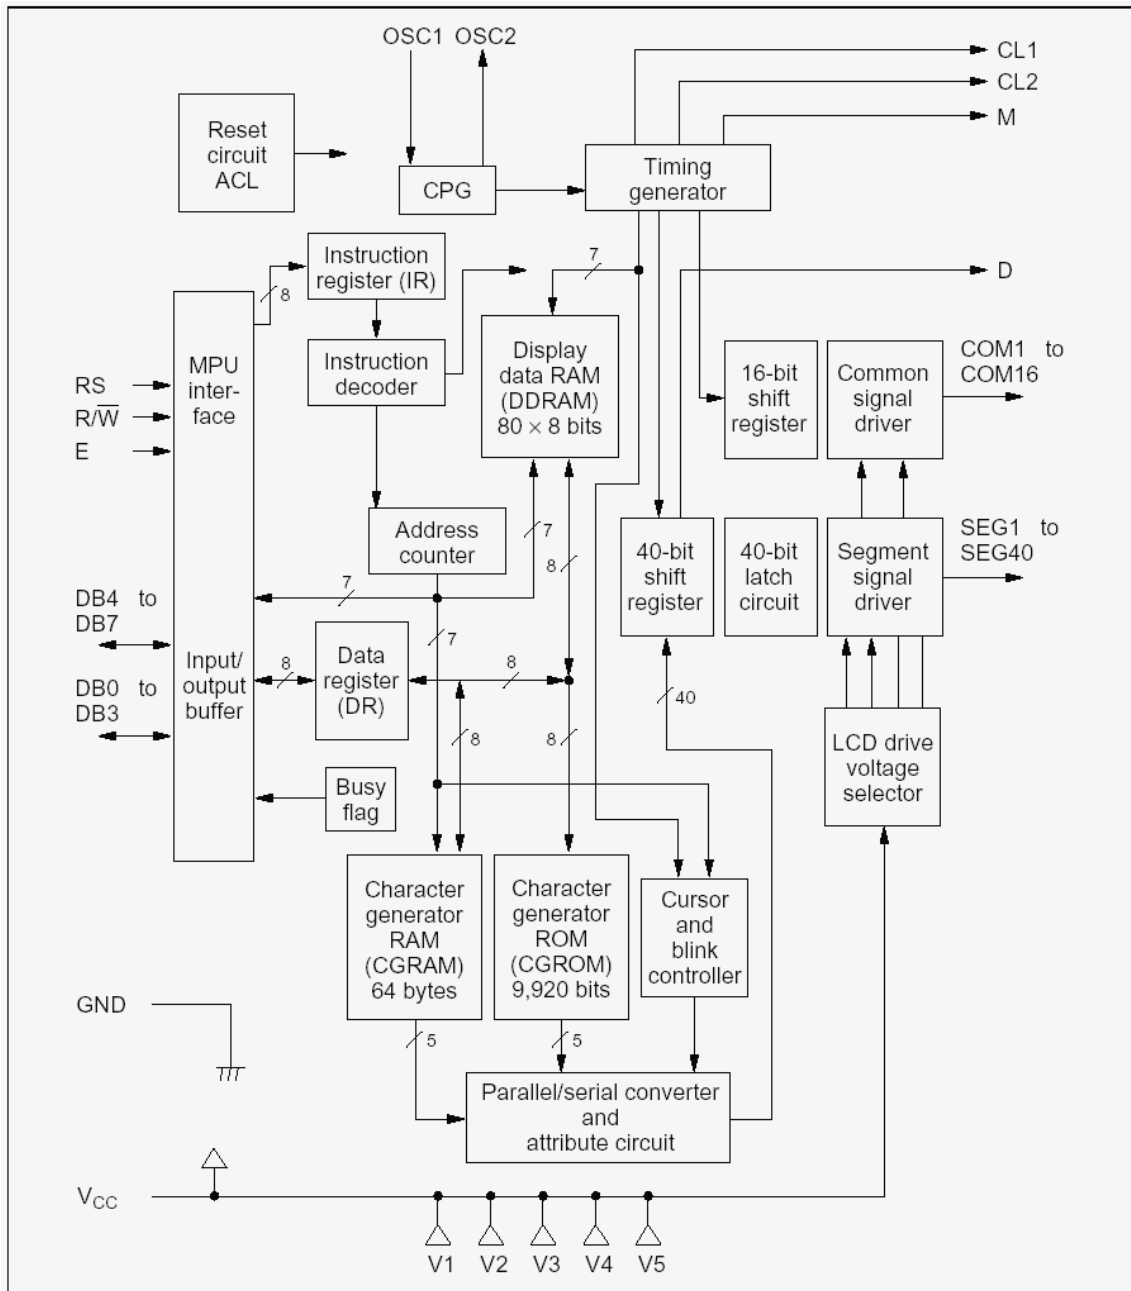 OSC1 OSC2
CL1
CL2
M
Reset
circuit
ACL
CPG
Timing
generator
Instruction
register (IR)
8
7
D
MPU
inter-
face
Instruction
decoder
Display
data RAM
(DDRAM)
80 × 8 bits
16-bit
shift
register
Common
signal
driver
COM1 to
COM16
RS
R/W̅
E
Address
counter
7
8
40-bit
shift
register
40-bit
latch
circuit
Segment
signal
driver
SEG1 to
SEG40
DB4 to
DB7
7
7
Input/
output
buffer
8
Data
register
(DR)
8
DB0 to
DB3
8
8
40
LCD drive
voltage
selector
Busy
flag
Character
generator
RAM
(CGRAM)
64 bytes
Character
generator
ROM
(CGROM)
9,920 bits
Cursor
and
blink
controller
GND
5
5
Parallel/serial converter
and
attribute circuit
VCC
V1 V2 V3 V4 V5